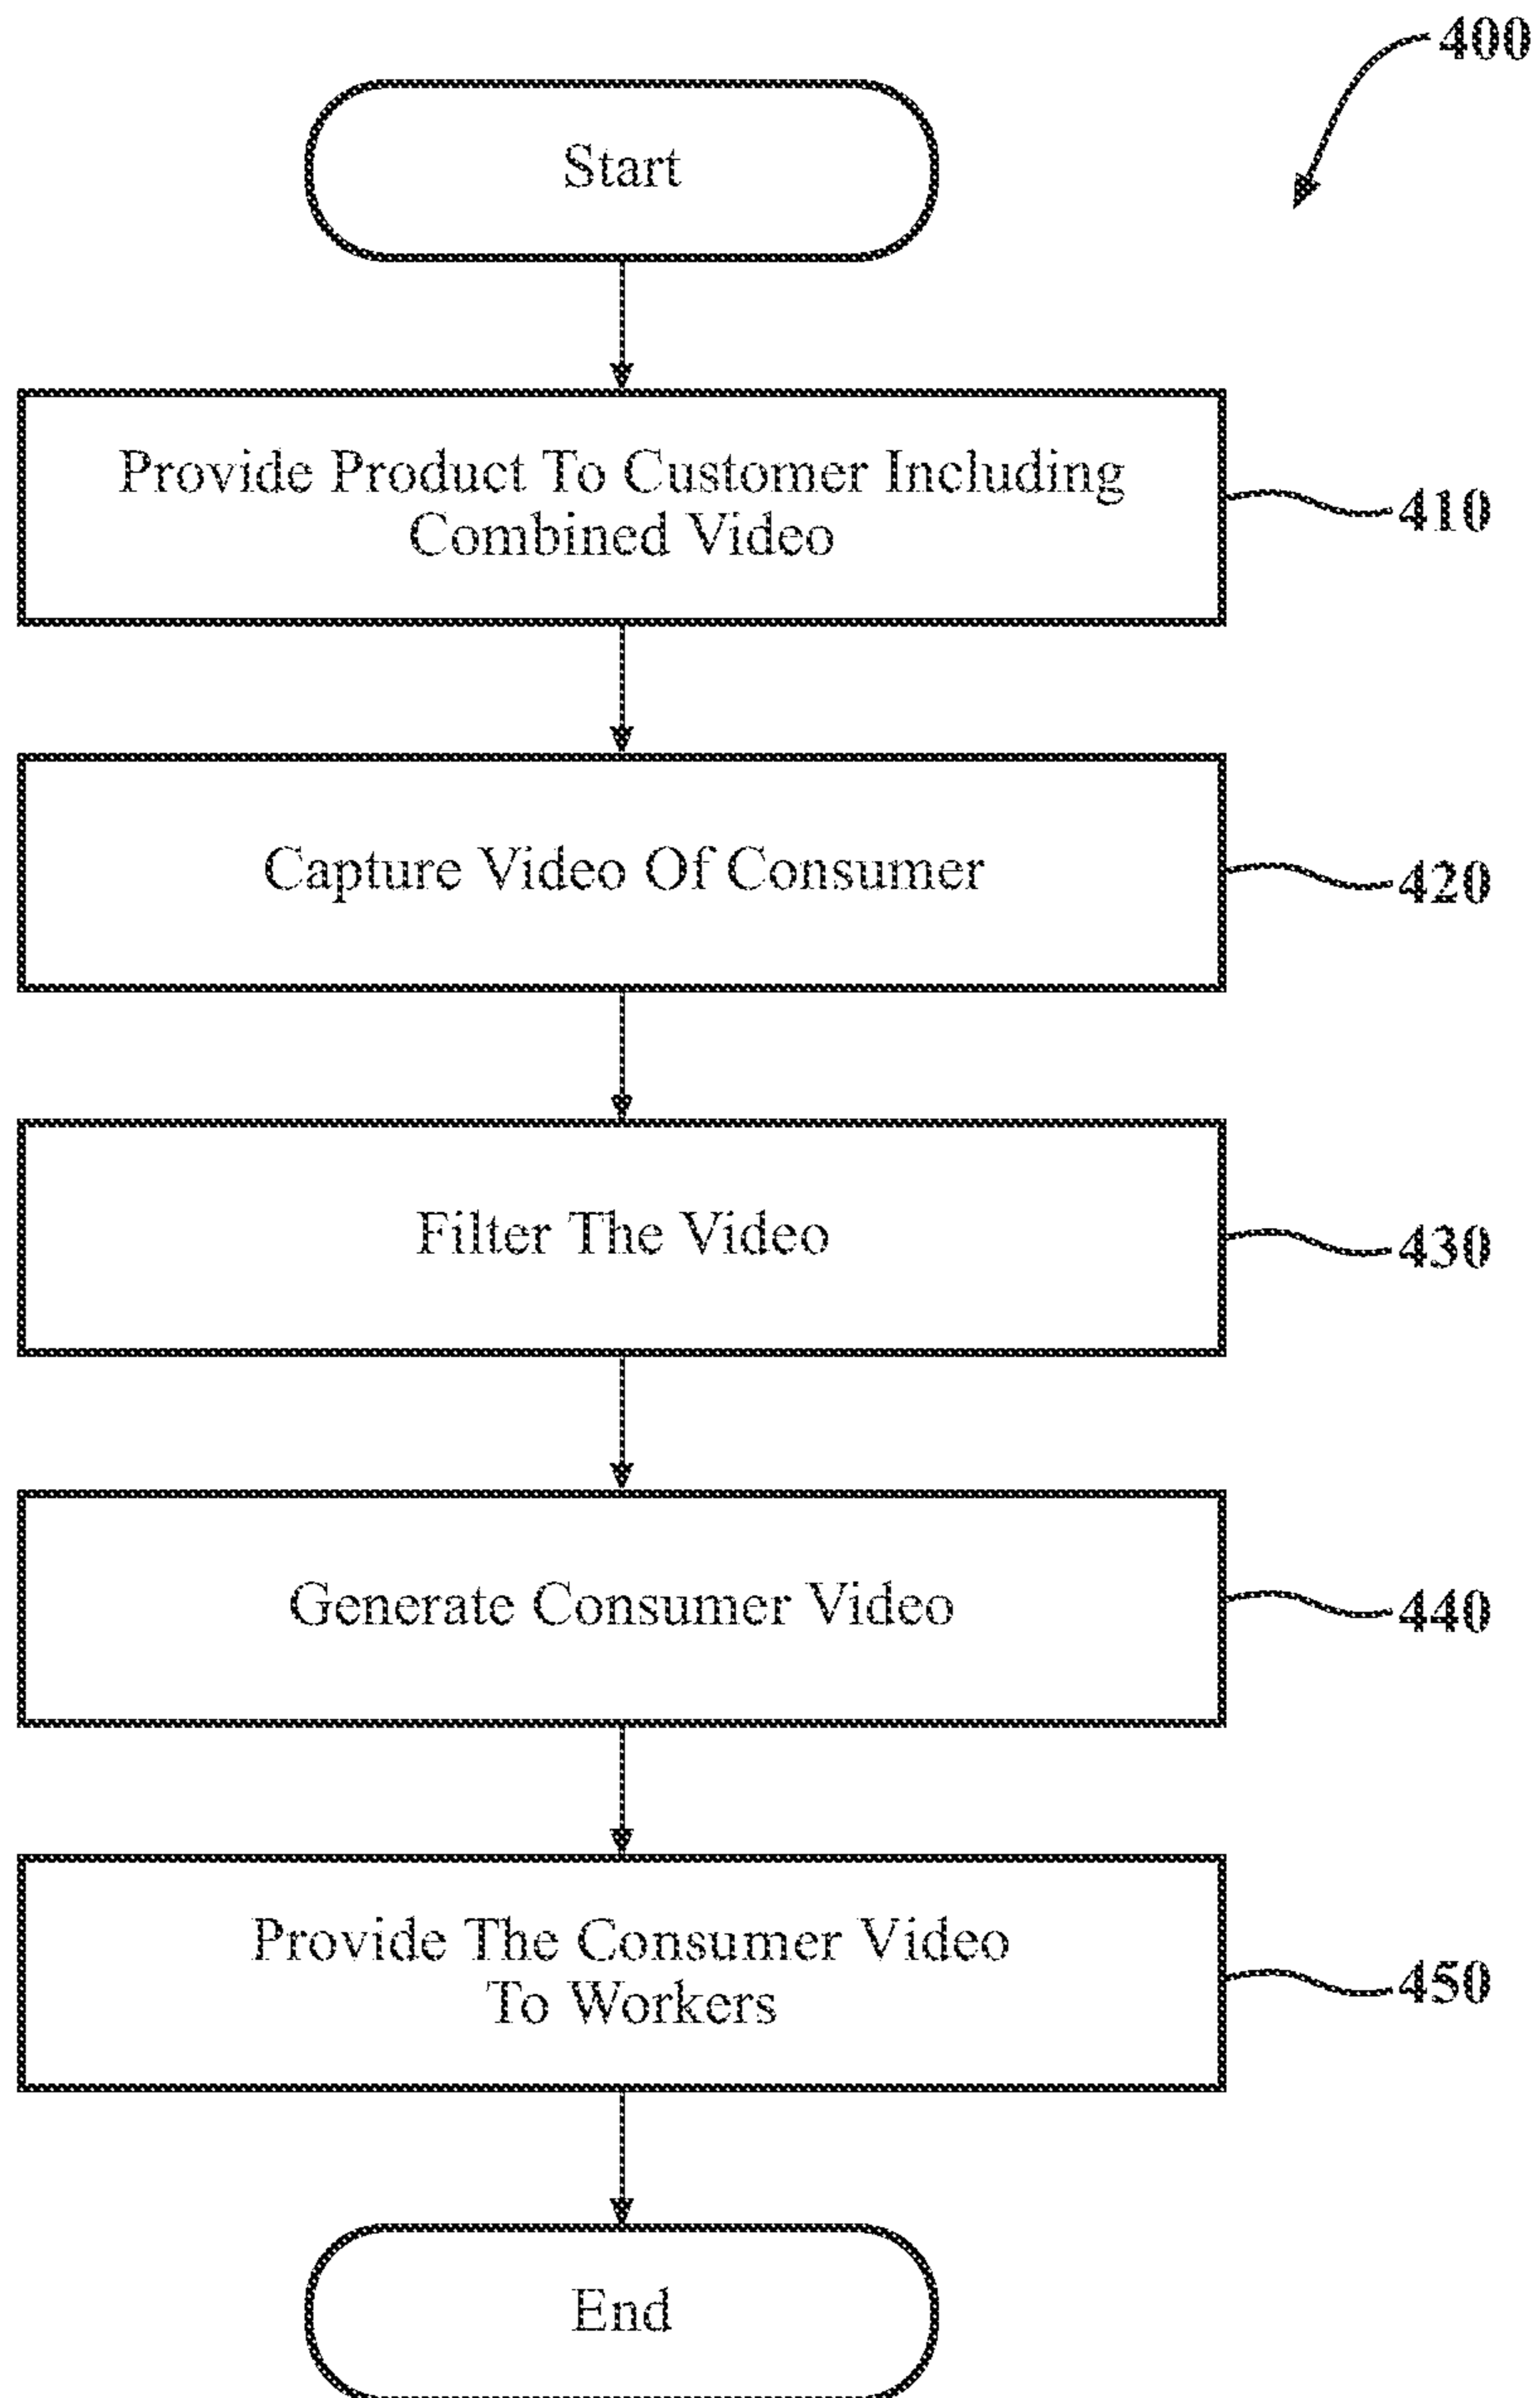 400
Start
Provide Product To Customer Including
Combined Video
410
Capture Video Of Consumer
420
Filter The Video
430
Generate Consumer Video
440
Provide The Consumer Video
To Workers
450
End